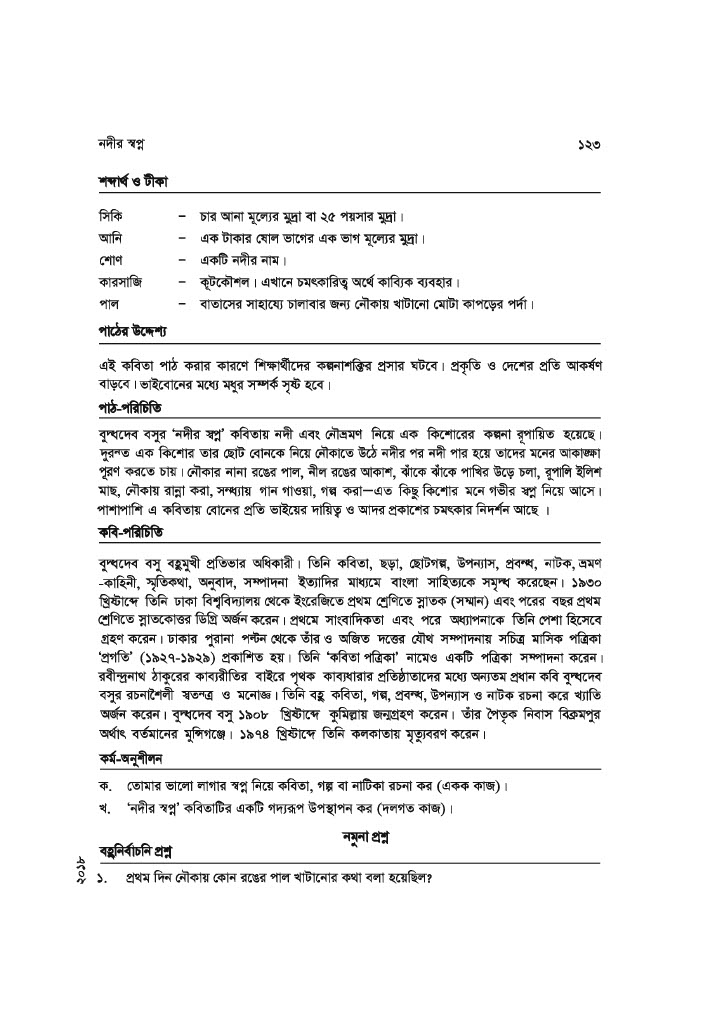 নদীর স্বপ্ন ১২৩
শব্দার্থ ও টীকা
সিকি – চার আনা মূল্যের মুদ্রা বা ২৫ পয়সার মুদ্রা।
আনি – এক টাকার ষোল ভাগের এক ভাগ মূল্যের মুদ্রা।
শোণ – একটি নদীর নাম।
কারসাজি – কূটকৌশল। এখানে চমৎকারিত্ব অর্থে কাব্যিক ব্যবহার।
পাল – বাতাসের সাহায্যে চালাবার জন্য নৌকায় খাটানো মোটা কাপড়ের পর্দা।
পাঠের উদ্দেশ্য
এই কবিতা পাঠ করার কারণে শিক্ষার্থীদের কল্পনাশক্তির প্রসার ঘটবে। প্রকৃতি ও দেশের প্রতি আকর্ষণ
বাড়বে। ভাইবোনের মধ্যে মধুর সম্পর্ক সৃষ্ট হবে।
পাঠ-পরিচিতি
বুদ্ধদেব বসুর ‘নদীর স্বপ্ন’ কবিতায় নদী এবং নৌভ্রমণ নিয়ে এক কিশোরের কল্পনা রূপায়িত হয়েছে।
দুরন্ত এক কিশোর তার ছোট বোনকে নিয়ে নৌকাতে উঠে নদীর পর নদী পার হয়ে তাদের মনের আকাঙ্ক্ষা
পূরণ করতে চায়। নৌকার নানা রঙের পাল, নীল রঙের আকাশ, ঝাঁকে ঝাঁকে পাখির উড়ে চলা, রূপালি ইলিশ
মাছ, নৌকায় রান্না করা, সন্ধ্যায় গান গাওয়া, গল্প করা—এত কিছু কিশোর মনে গভীর স্বপ্ন নিয়ে আসে।
পাশাপাশি এ কবিতায় বোনের প্রতি ভাইয়ের দায়িত্ব ও আদর প্রকাশের চমৎকার নিদর্শন আছে ।
কবি-পরিচিতি
বুদ্ধদেব বসু বহুমুখী প্রতিভার অধিকারী। তিনি কবিতা, ছড়া, ছোটগল্প, উপন্যাস, প্রবন্ধ, নাটক, ভ্রমণ
-কাহিনী, স্মৃতিকথা, অনুবাদ, সম্পাদনা ইত্যাদির মাধ্যমে বাংলা সাহিত্যকে সমৃদ্ধ করেছেন। ১৯৩০
খ্রিষ্টাব্দে তিনি ঢাকা বিশ্ববিদ্যালয় থেকে ইংরেজিতে প্রথম শ্রেণিতে স্নাতক (সম্মান) এবং পরের বছর প্রথম
শ্রেণিতে স্নাতকোত্তর ডিগ্রি অর্জন করেন। প্রথমে সাংবাদিকতা এবং পরে অধ্যাপনাকে তিনি পেশা হিসেবে
গ্রহণ করেন। ঢাকার পুরানা পল্টন থেকে তাঁর ও অজিত দত্তের যৌথ সম্পাদনায় সচিত্র মাসিক পত্রিকা
‘প্রগতি’ (১৯২৭-১৯২৯) প্রকাশিত হয়। তিনি ‘কবিতা পত্রিকা’ নামেও একটি পত্রিকা সম্পাদনা করেন।
রবীন্দ্রনাথ ঠাকুরের কাব্যরীতির বাইরে পৃথক কাব্যধারার প্রতিষ্ঠাতাদের মধ্যে অন্যতম প্রধান কবি বুদ্ধদেব
বসুর রচনাশৈলী স্বতন্ত্র ও মনোজ্ঞ। তিনি বহু কবিতা, গল্প, প্রবন্ধ, উপন্যাস ও নাটক রচনা করে খ্যাতি
অর্জন করেন। বুদ্ধদেব বসু ১৯০৮ খ্রিষ্টাব্দে কুমিল্লায় জন্মগ্রহণ করেন। তাঁর পৈতৃক নিবাস বিক্রমপুর
অর্থাৎ বর্তমানের মুন্সিগঞ্জে। ১৯৭৪ খ্রিষ্টাব্দে তিনি কলকাতায় মৃত্যুবরণ করেন।
কর্ম-অনুশীলন
ক. তোমার ভালো লাগার স্বপ্ন নিয়ে কবিতা, গল্প বা নাটিকা রচনা কর (একক কাজ)।
খ. ‘নদীর স্বপ্ন’ কবিতাটির একটি গদ্যরূপ উপস্থাপন কর (দলগত কাজ)।
নমুনা প্রশ্ন
বহুনির্বাচনি প্রশ্ন
২০১৮
১. প্রথম দিন নৌকায় কোন রঙের পাল খাটানোর কথা বলা হয়েছিল?